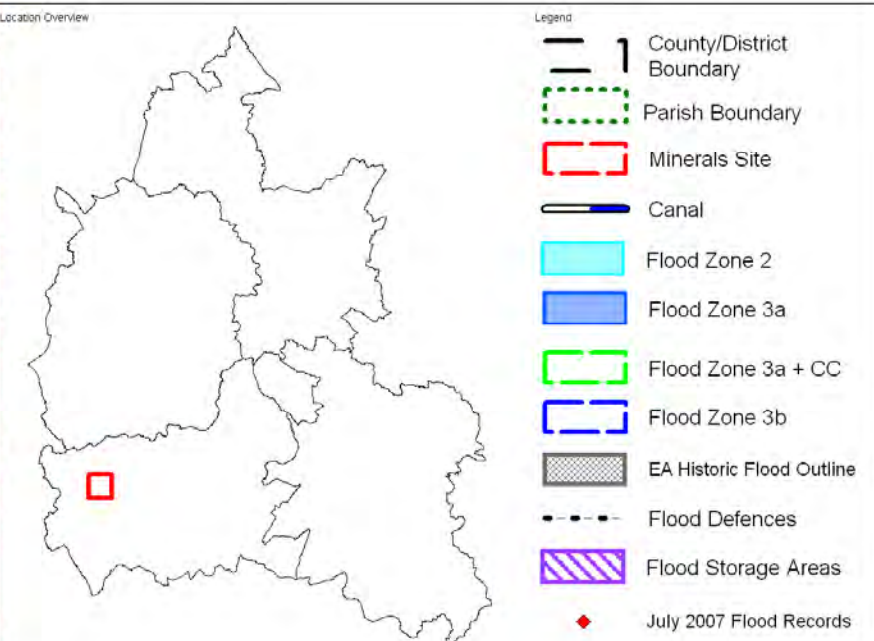 Location Overview
Legend
County/District
Boundary
Parish Boundary
Minerals Site
Canal
Flood Zone 2
Flood Zone 3a
Flood Zone 3a + CC
Flood Zone 3b
EA Historic Flood Outline
Flood Defences
Flood Storage Areas
July 2007 Flood Records